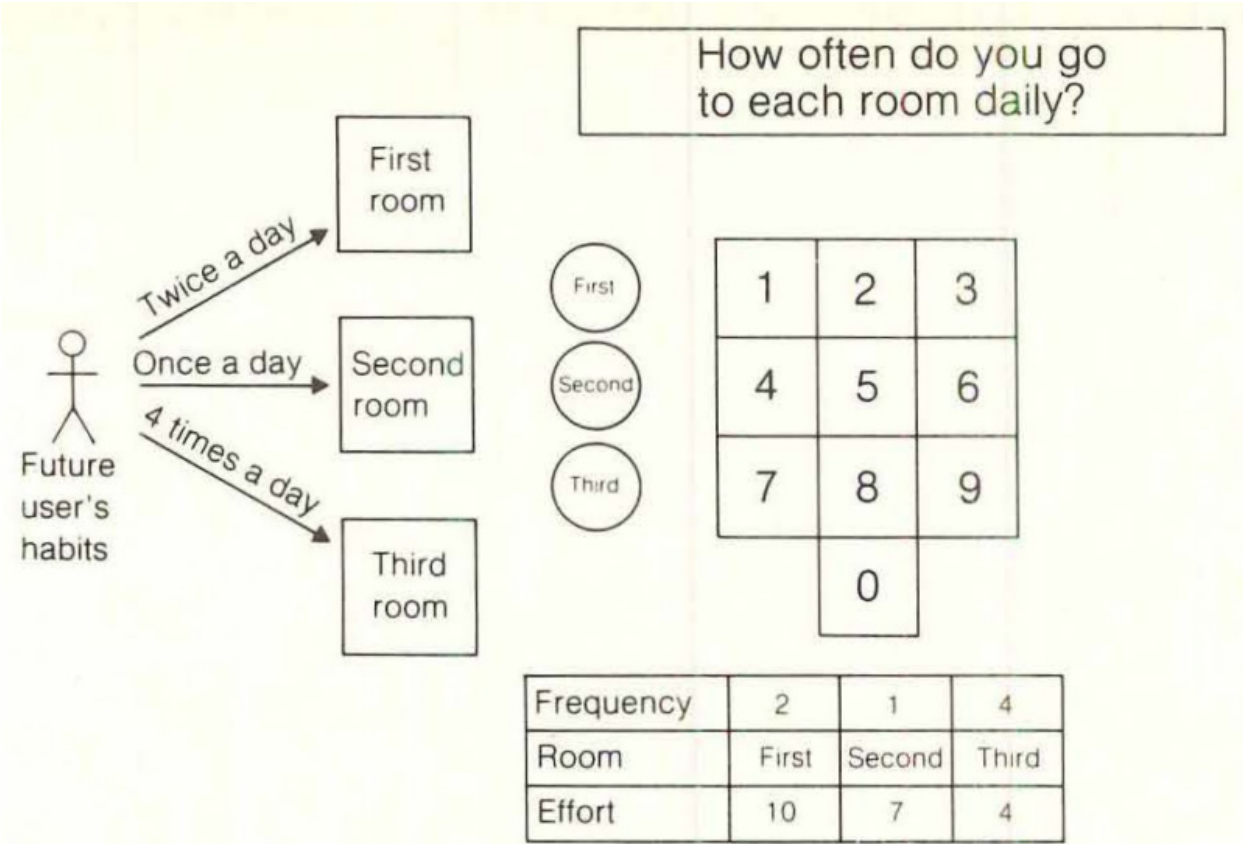 How often do you go
to each room daily?
First
room
Twice a day
Once a day
Second
room
4 times a day
Future
user's
habits
Third
room
First
Second
Third
1 2 3
4 5 6
7 8 9
0
Frequency 2 1 4
Room First Second Third
Effort 10 7 4